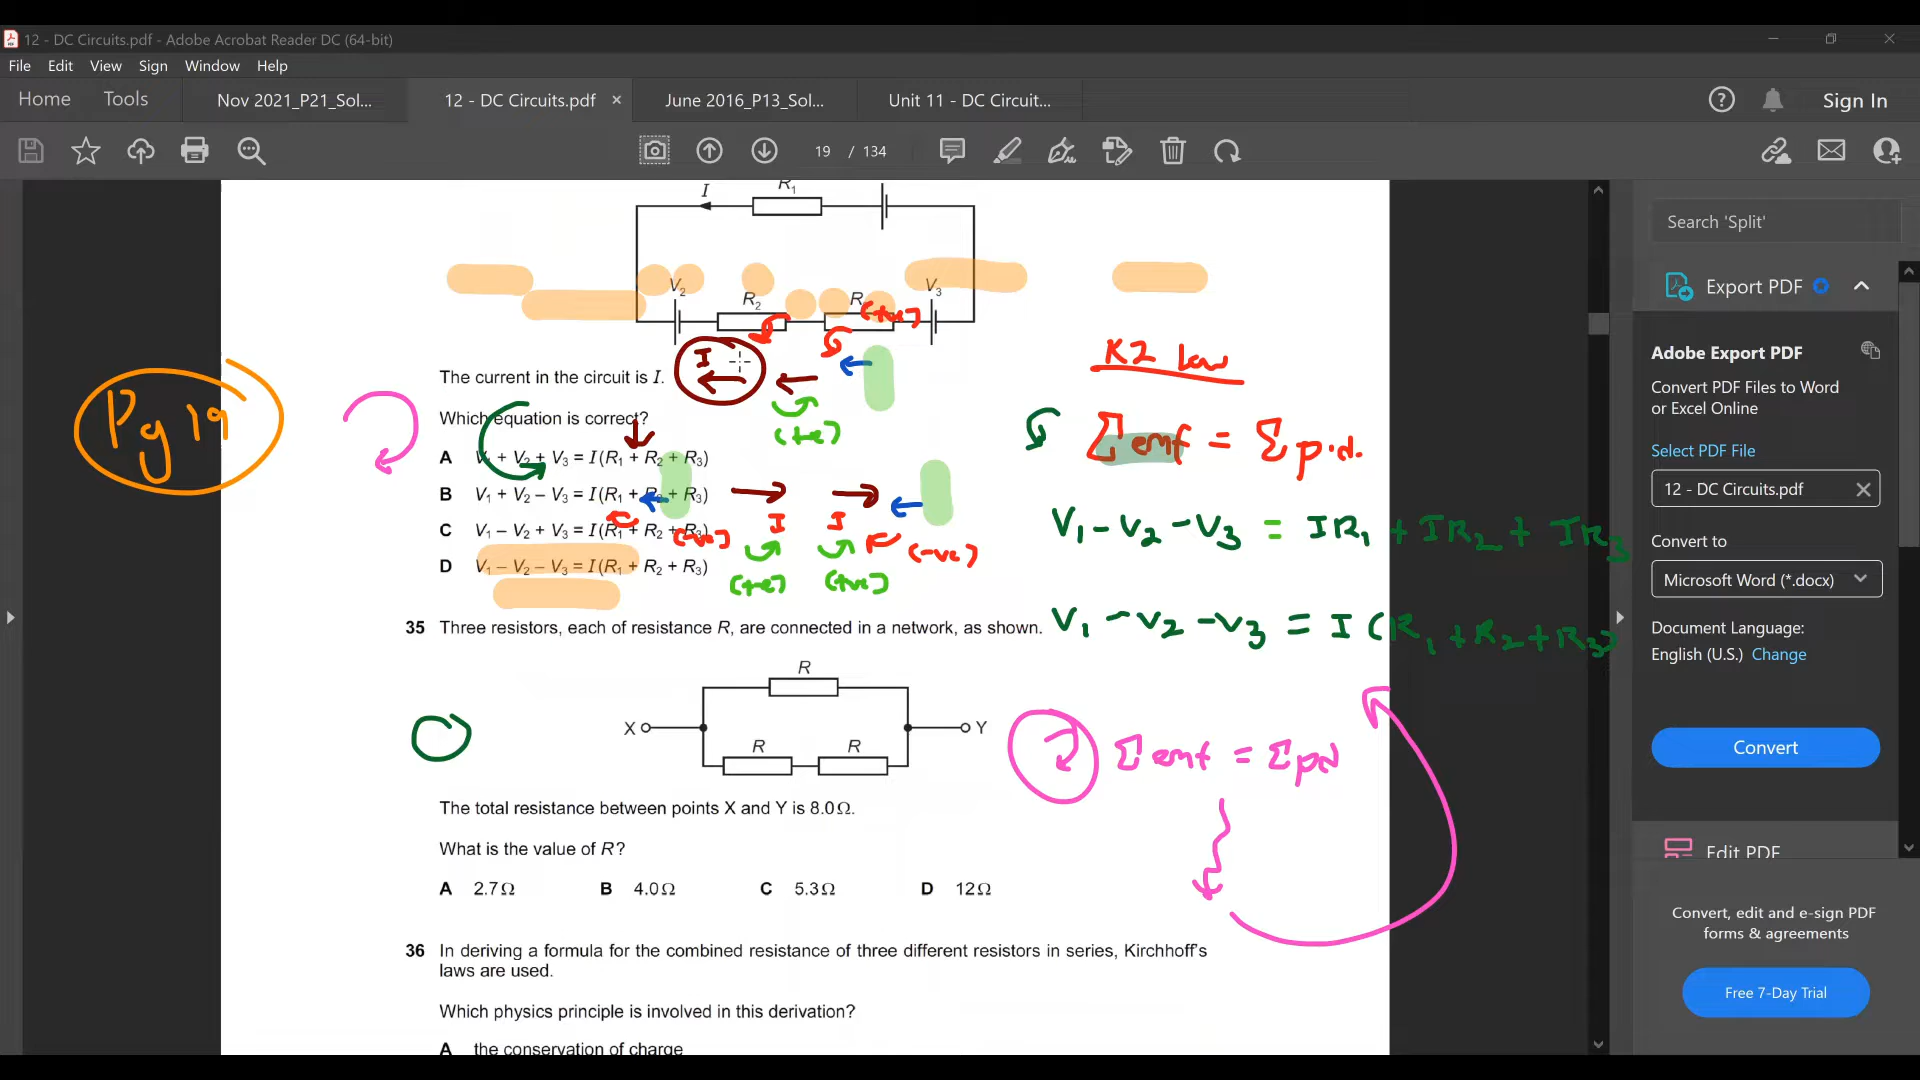 12 - DC Circuits.pdf - Adobe Acrobat Reader DC (64-bit)
File Edit View Sign Window Help
Home Tools Nov 2021_P21_Sol... 12 - DC Circuits.pdf × June 2016_P13_Sol... Unit 11 - DC Circuit... Sign In
19 / 134
I R1
V2 R2 R V3
(+ve)
I
The current in the circuit is I.
Which equation is correct?
(+ve)
A V1 + V2 + V3 = I(R1 + R2 + R3)
B V1 + V2 − V3 = I(R1 + R2 + R3)
C V1 − V2 + V3 = I(R1 + R2 + R3)
D V1 − V2 − V3 = I(R1 + R2 + R3)
I I
(-ve) (-ve)
(+ve) (+ve)
Pg 19
K2 law
Σ emf = Σ p.d.
V1 - V2 - V3 = IR1 + IR2 + IR3
V1 - V2 - V3 = I (R1 + R2 + R3)
35 Three resistors, each of resistance R, are connected in a network, as shown.
R
X Y
R R
Σ emf = Σ pd
The total resistance between points X and Y is 8.0Ω.
What is the value of R?
A 2.7Ω B 4.0Ω C 5.3Ω D 12Ω
36 In deriving a formula for the combined resistance of three different resistors in series, Kirchhoff's
laws are used.
Which physics principle is involved in this derivation?
A the conservation of charge
Search 'Split'
Export PDF
Adobe Export PDF
Convert PDF Files to Word
or Excel Online
Select PDF File
12 - DC Circuits.pdf
Convert to
Microsoft Word (*.docx)
Document Language:
English (U.S.) Change
Convert
Edit PDF
Convert, edit and e-sign PDF
forms & agreements
Free 7-Day Trial